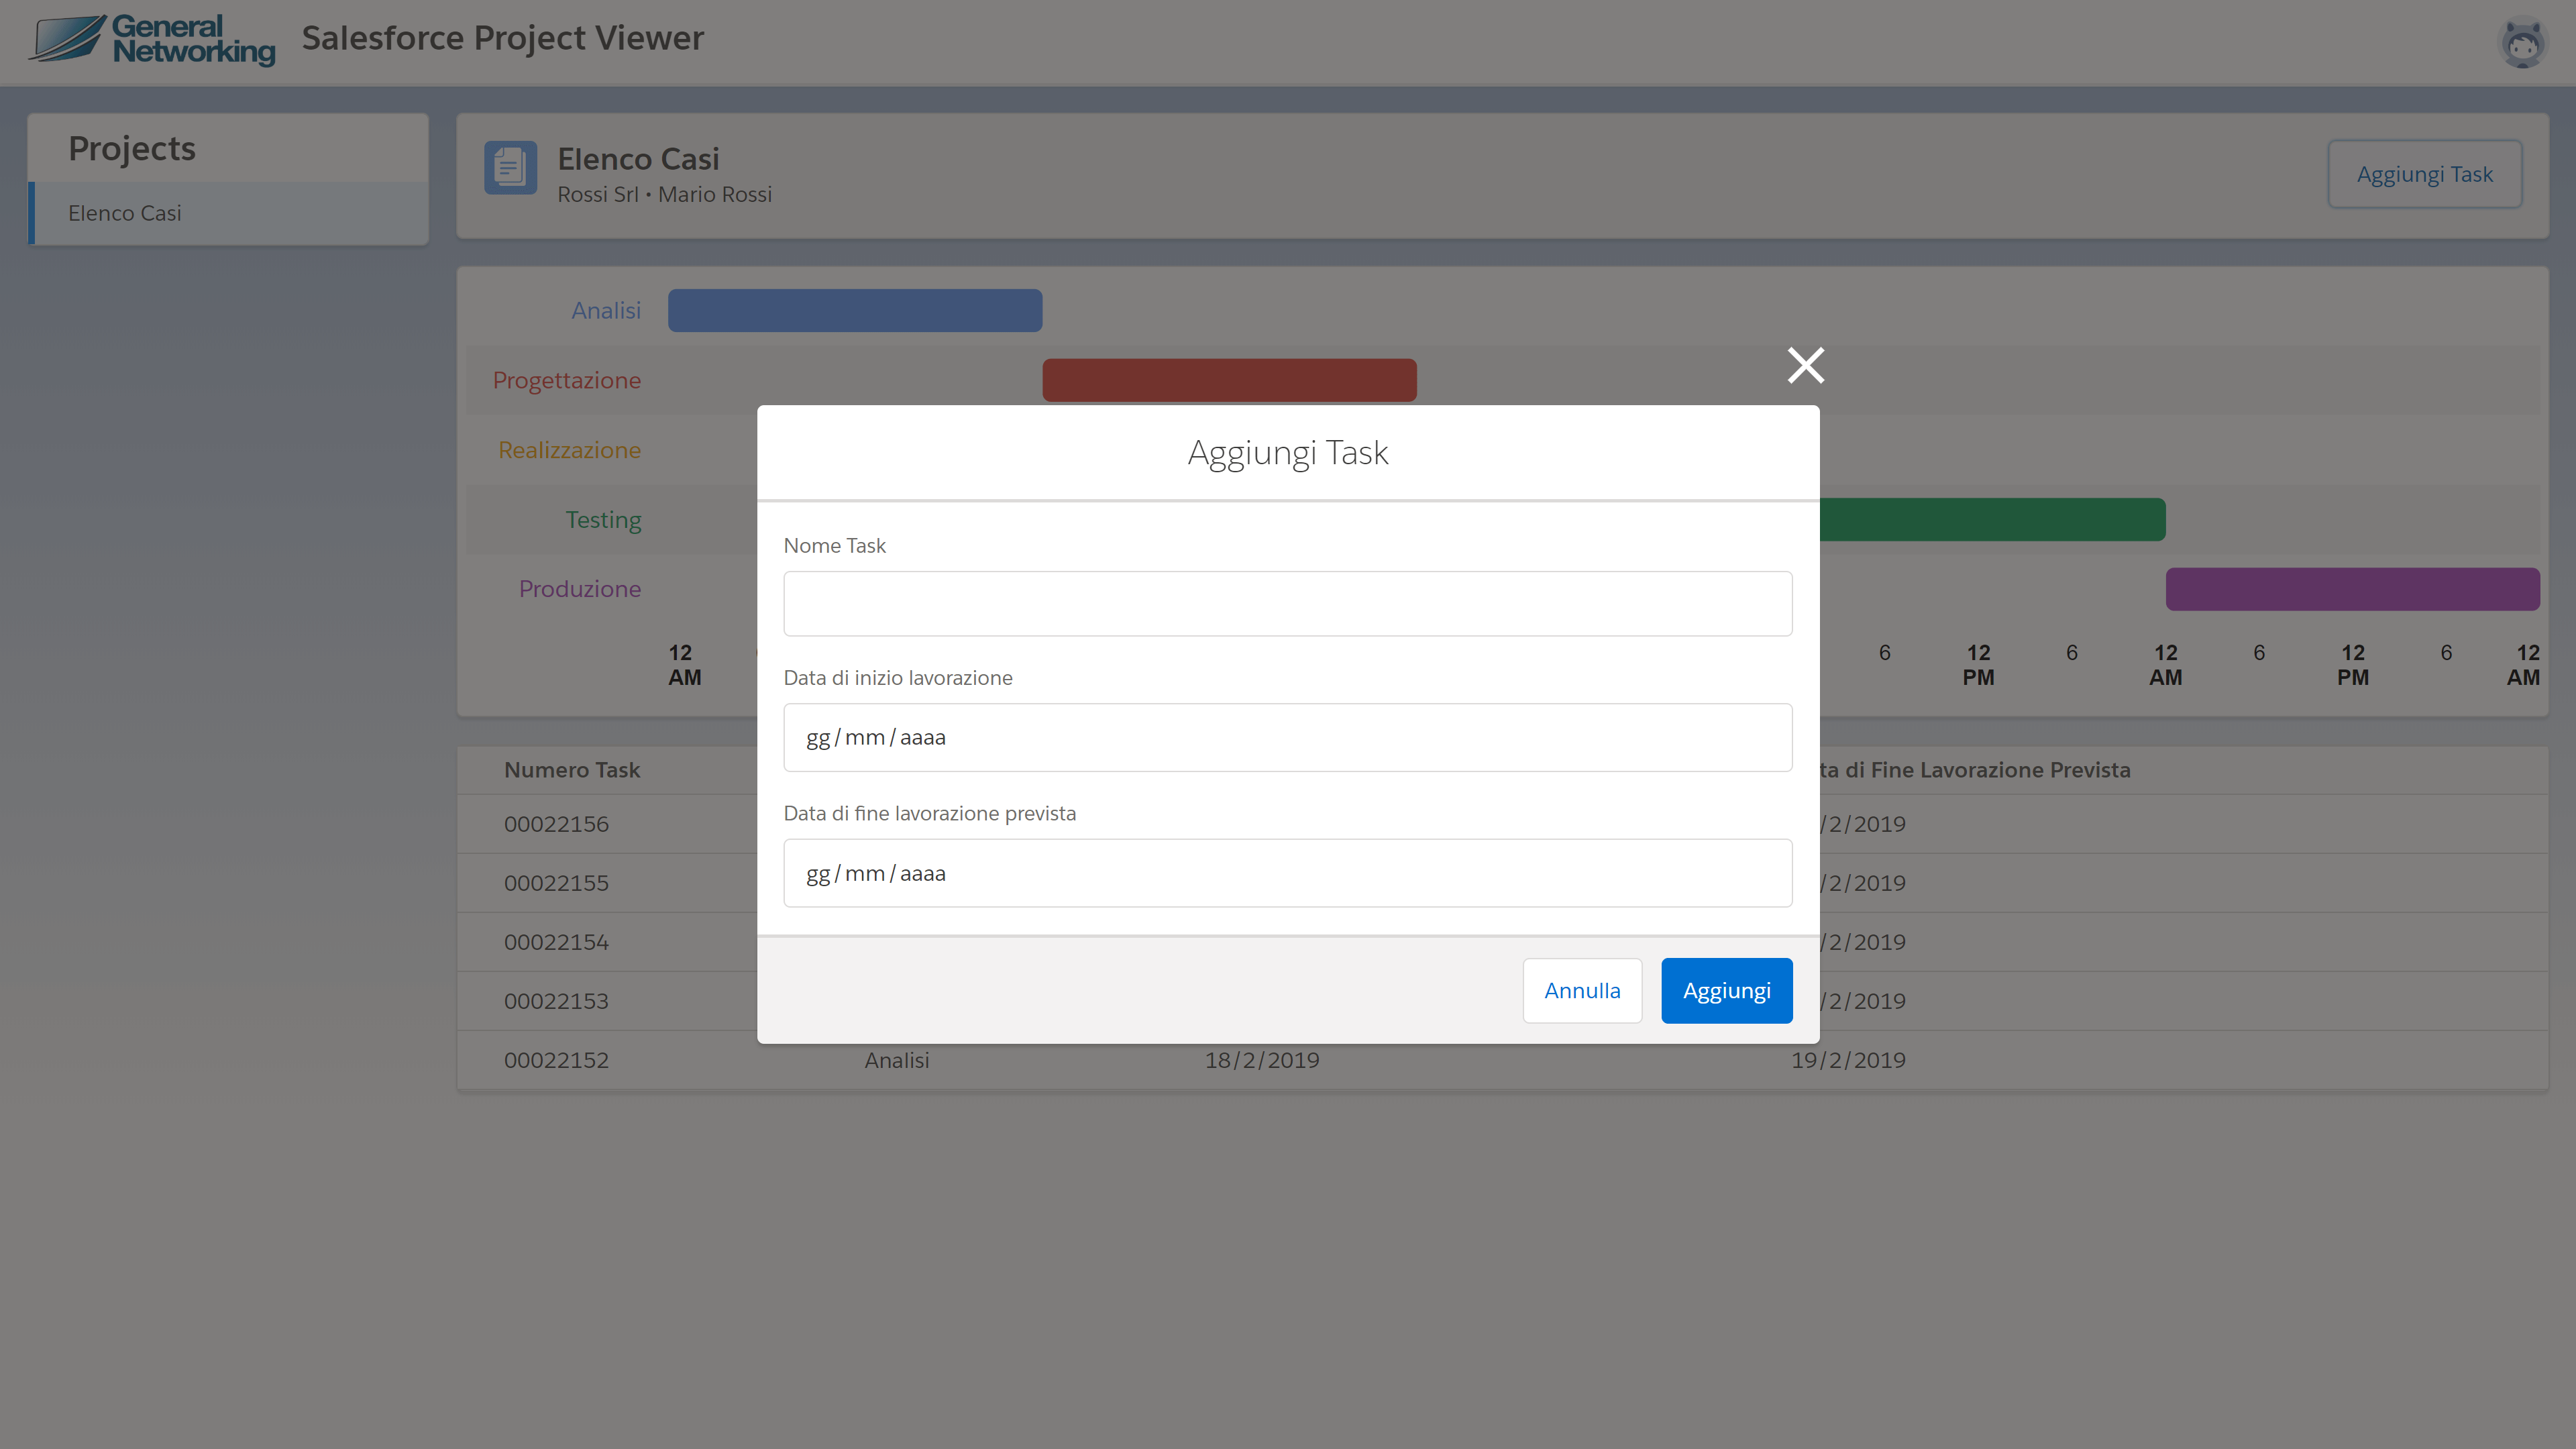 General
Networking
Salesforce Project Viewer
Projects
Elenco Casi
Elenco Casi
Rossi Srl • Mario Rossi
Aggiungi Task
Analisi
Progettazione
Realizzazione
Testing
Produzione
12 AM
6
12 PM
6
12 AM
6
12 PM
6
12 AM
Aggiungi Task
Nome Task
Data di inizio lavorazione
gg/mm/aaaa
Data di fine lavorazione prevista
gg/mm/aaaa
Annulla Aggiungi
Numero Task ta di Fine Lavorazione Prevista
00022156 /2/2019
00022155 /2/2019
00022154 /2/2019
00022153 /2/2019
00022152 Analisi 18/2/2019 19/2/2019